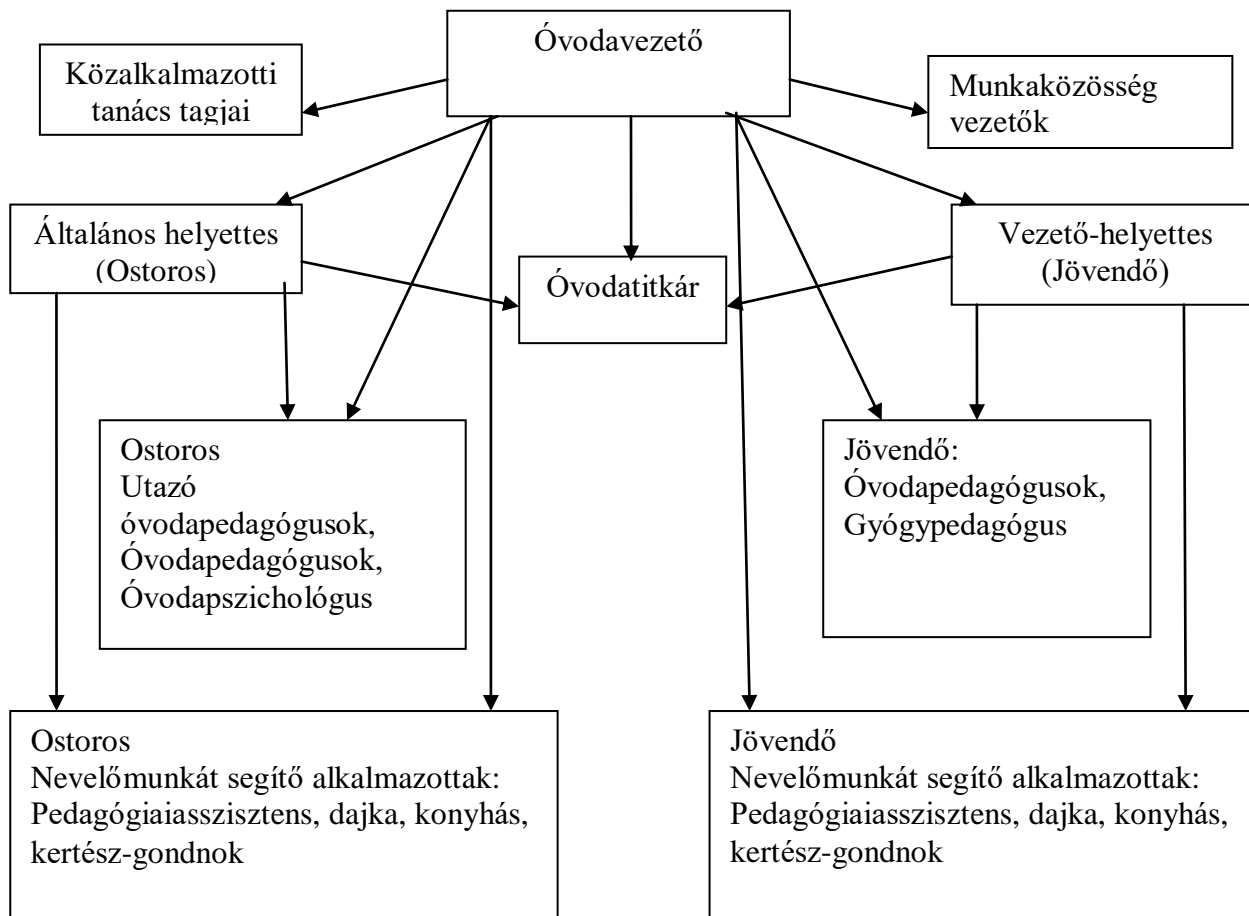 Óvodavezető
Közalkalmazotti
tanács tagjai
Munkaközösség
vezetők
Általános helyettes
(Ostoros)
Vezető-helyettes
(Jövendő)
Óvodatitkár
Ostoros
Utazó
óvodapedagógusok,
Óvodapedagógusok,
Óvodapszichológus
Jövendő:
Óvodapedagógusok,
Gyógypedagógus
Ostoros
Nevelőmunkát segítő alkalmazottak:
Pedagógiaiasszisztens, dajka, konyhás,
kertész-gondnok
Jövendő
Nevelőmunkát segítő alkalmazottak:
Pedagógiaiasszisztens, dajka, konyhás,
kertész-gondnok